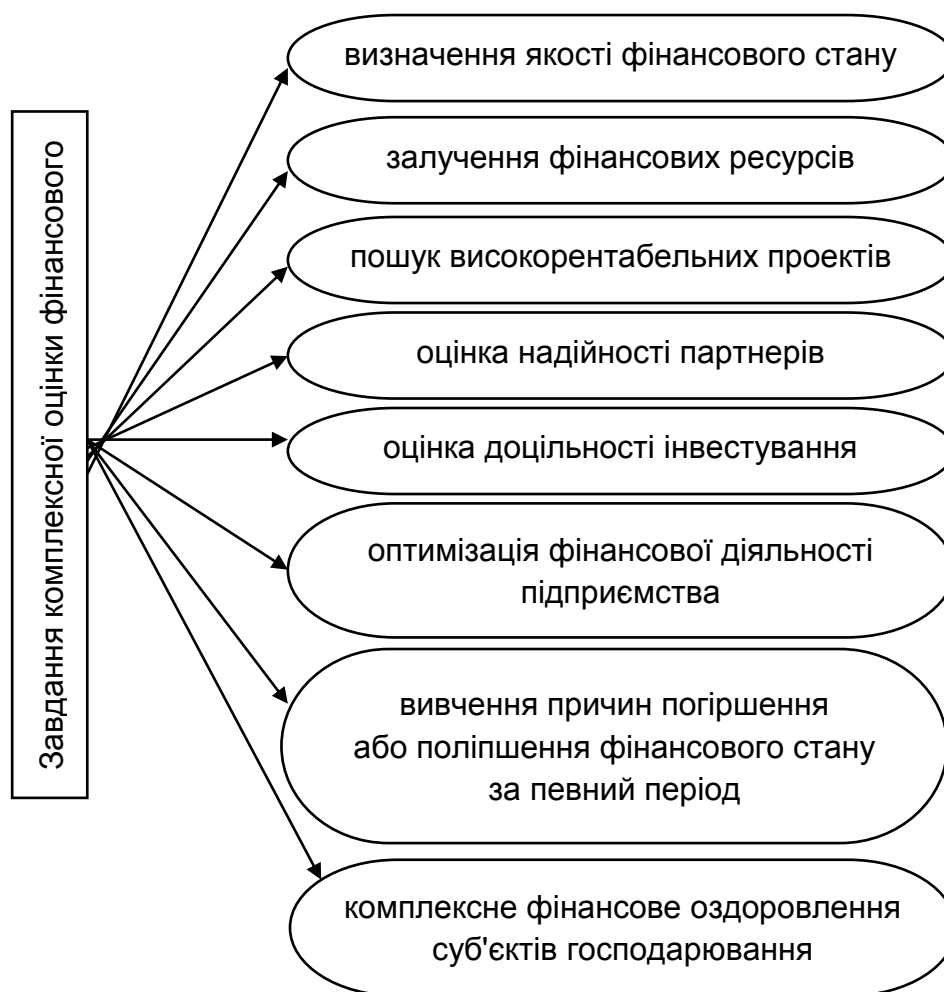 Завдання комплексної оцінки фінансового
визначення якості фінансового стану
залучення фінансових ресурсів
пошук високорентабельних проектів
оцінка надійності партнерів
оцінка доцільності інвестування
оптимізація фінансової діяльності
підприємства
вивчення причин погіршення
або поліпшення фінансового стану
за певний період
комплексне фінансове оздоровлення
суб'єктів господарювання